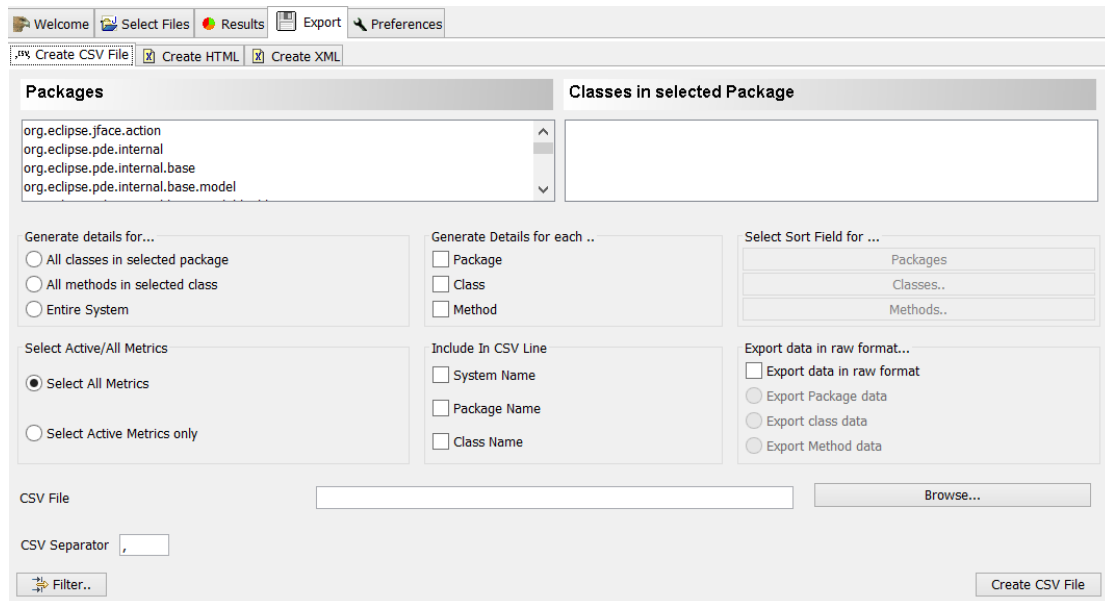 Welcome Select Files Results Export Preferences
.csv, Create CSV File Create HTML Create XML
Packages Classes in selected Package
org.eclipse.jface.action
org.eclipse.pde.internal
org.eclipse.pde.internal.base
org.eclipse.pde.internal.base.model
Generate details for... Generate Details for each .. Select Sort Field for ...
All classes in selected package Package Packages
All methods in selected class Class Classes..
Entire System Method Methods..
Select Active/All Metrics Include In CSV Line Export data in raw format...
Select All Metrics System Name Export data in raw format
Package Name Export Package data
Select Active Metrics only Export class data
Class Name Export Method data
CSV File Browse...
CSV Separator ,
Filter.. Create CSV File